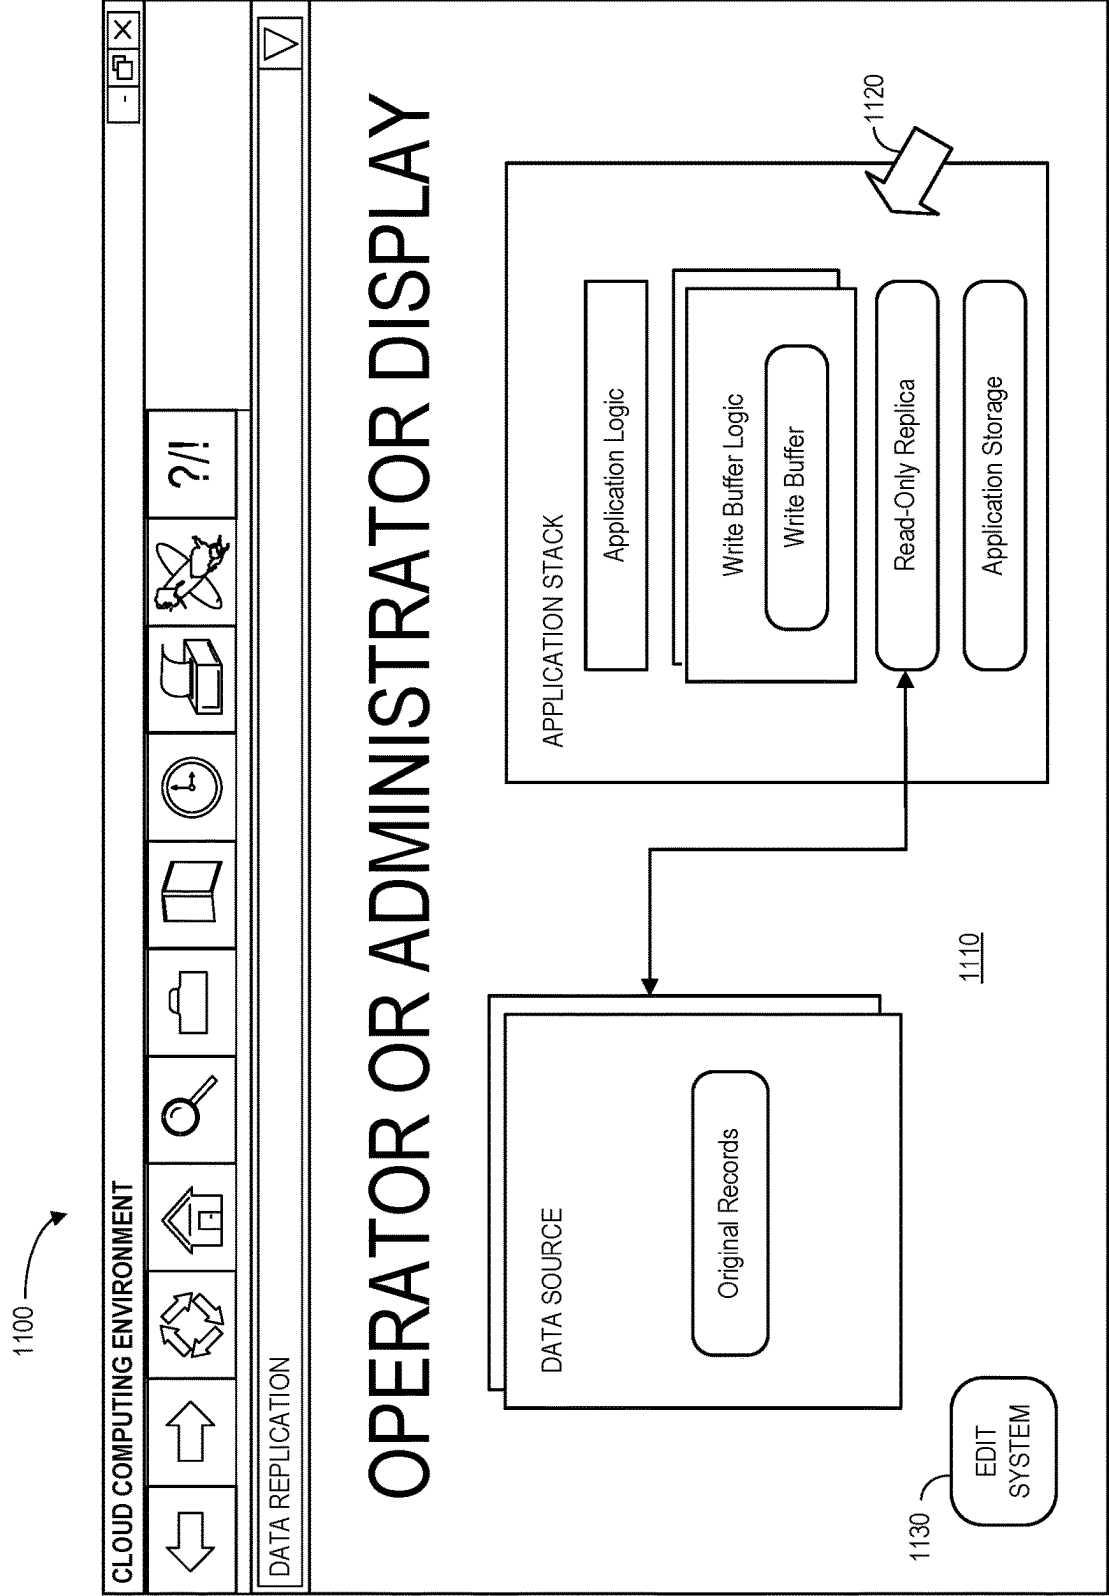 1100
CLOUD COMPUTING ENVIRONMENT
- X
?/!
DATA REPLICATION
OPERATOR OR ADMINISTRATOR DISPLAY
DATA SOURCE
Original Records
APPLICATION STACK
Application Logic
Write Buffer Logic
Write Buffer
Read-Only Replica
Application Storage
1120
1110
1130
EDIT
SYSTEM